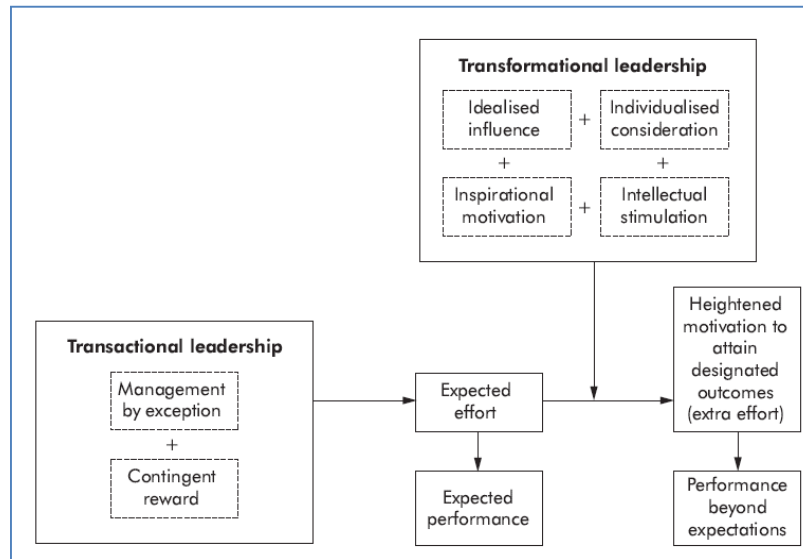 Transformational leadership
Idealised
influence
+
Individualised
consideration
+
+
Inspirational
motivation
+
Intellectual
stimulation
Transactional leadership
Management
by exception
+
Contingent
reward
Expected
effort
Expected
performance
Heightened
motivation to
attain
designated
outcomes
(extra effort)
Performance
beyond
expectations